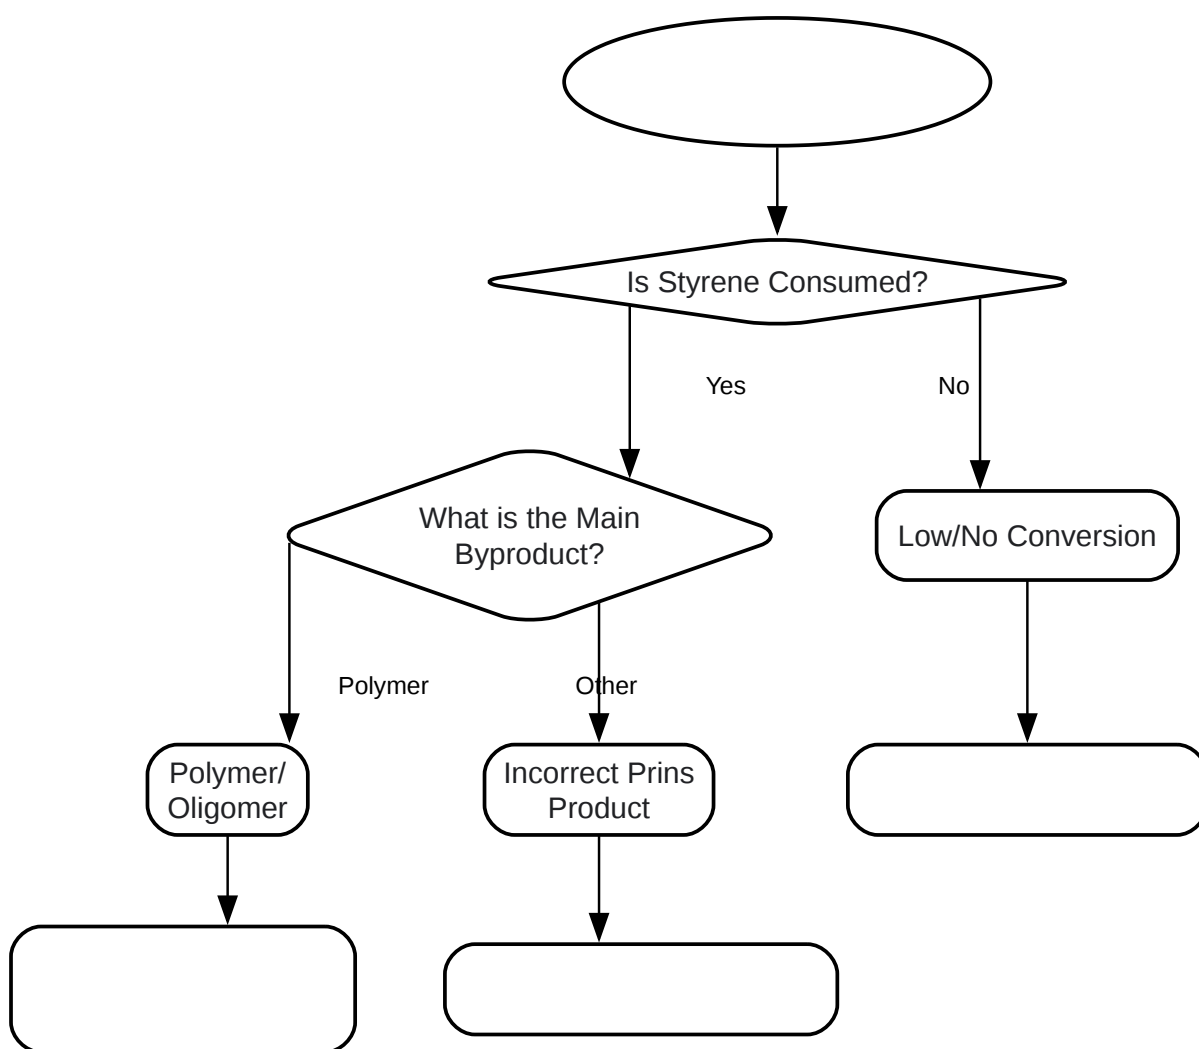 Is Styrene Consumed?
Yes
No
What is the Main
Byproduct?
Low/No Conversion
Polymer
Other
Polymer/
Oligomer
Incorrect Prins
Product